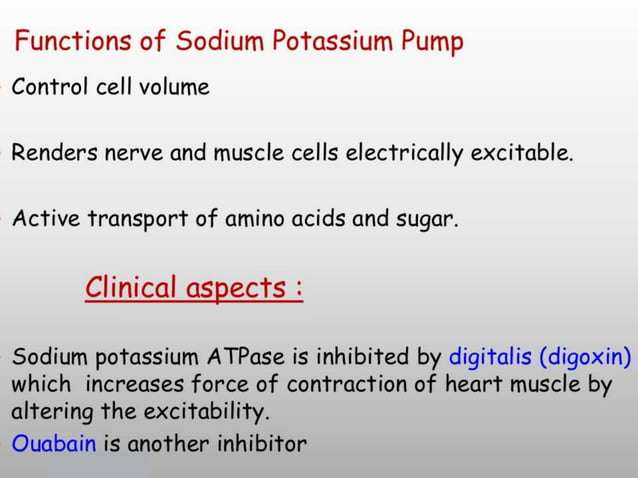 Functions of Sodium Potassium Pump
Control cell volume
Renders nerve and muscle cells electrically excitable.
Active transport of amino acids and sugar.
Clinical aspects :
Sodium potassium ATPase is inhibited by digitalis (digoxin)
which increases force of contraction of heart muscle by
altering the excitability.
Ouabain is another inhibitor